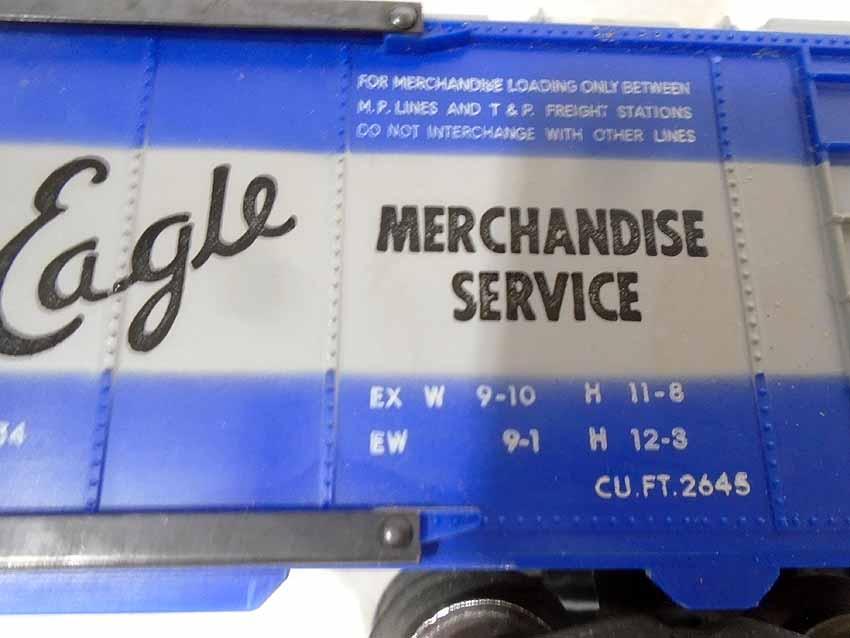 FOR MERCHANDISE LOADING ONLY BETWEEN
M.P. LINES AND T & P. FREIGHT STATIONS
DO NOT INTERCHANGE WITH OTHER LINES
Eagle
MERCHANDISE
SERVICE
EX W 9-10 H 11-8
EW 9-1 H 12-3
34
CU.FT.2645